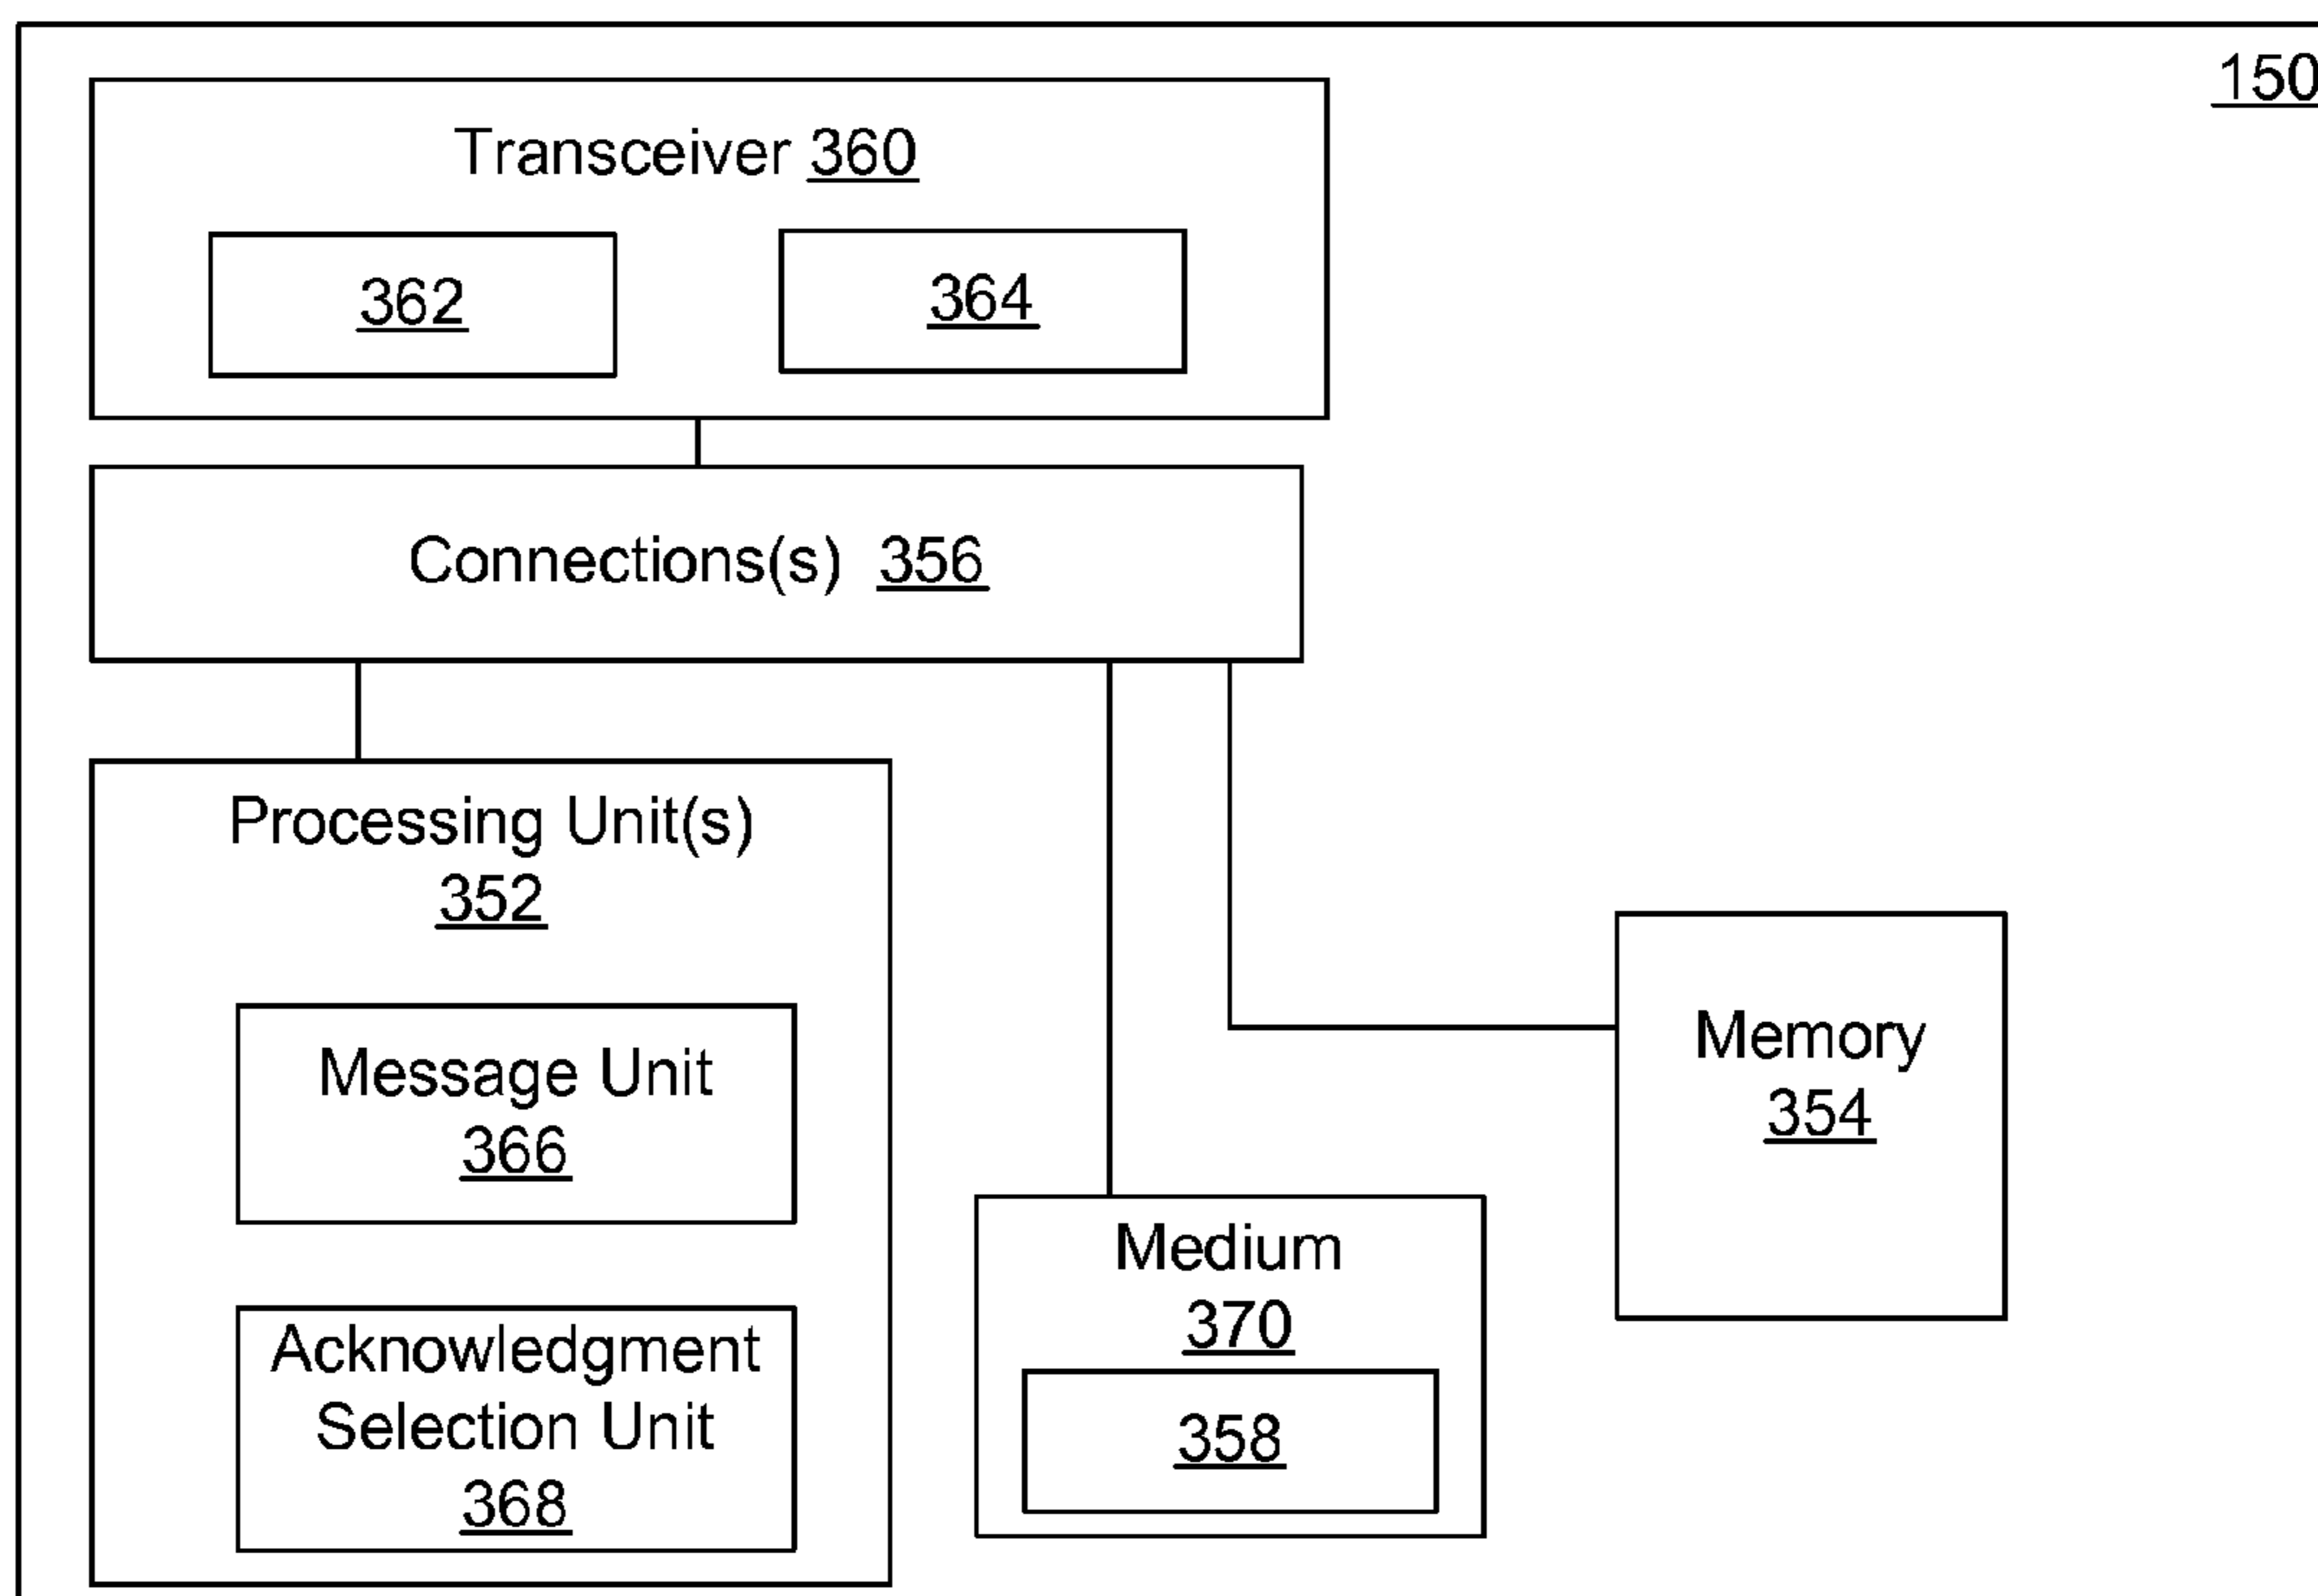 150
Transceiver 360
362
364
Connections(s) 356
Processing Unit(s)
352
Message Unit
366
Acknowledgment
Selection Unit
368
Medium
370
358
Memory
354